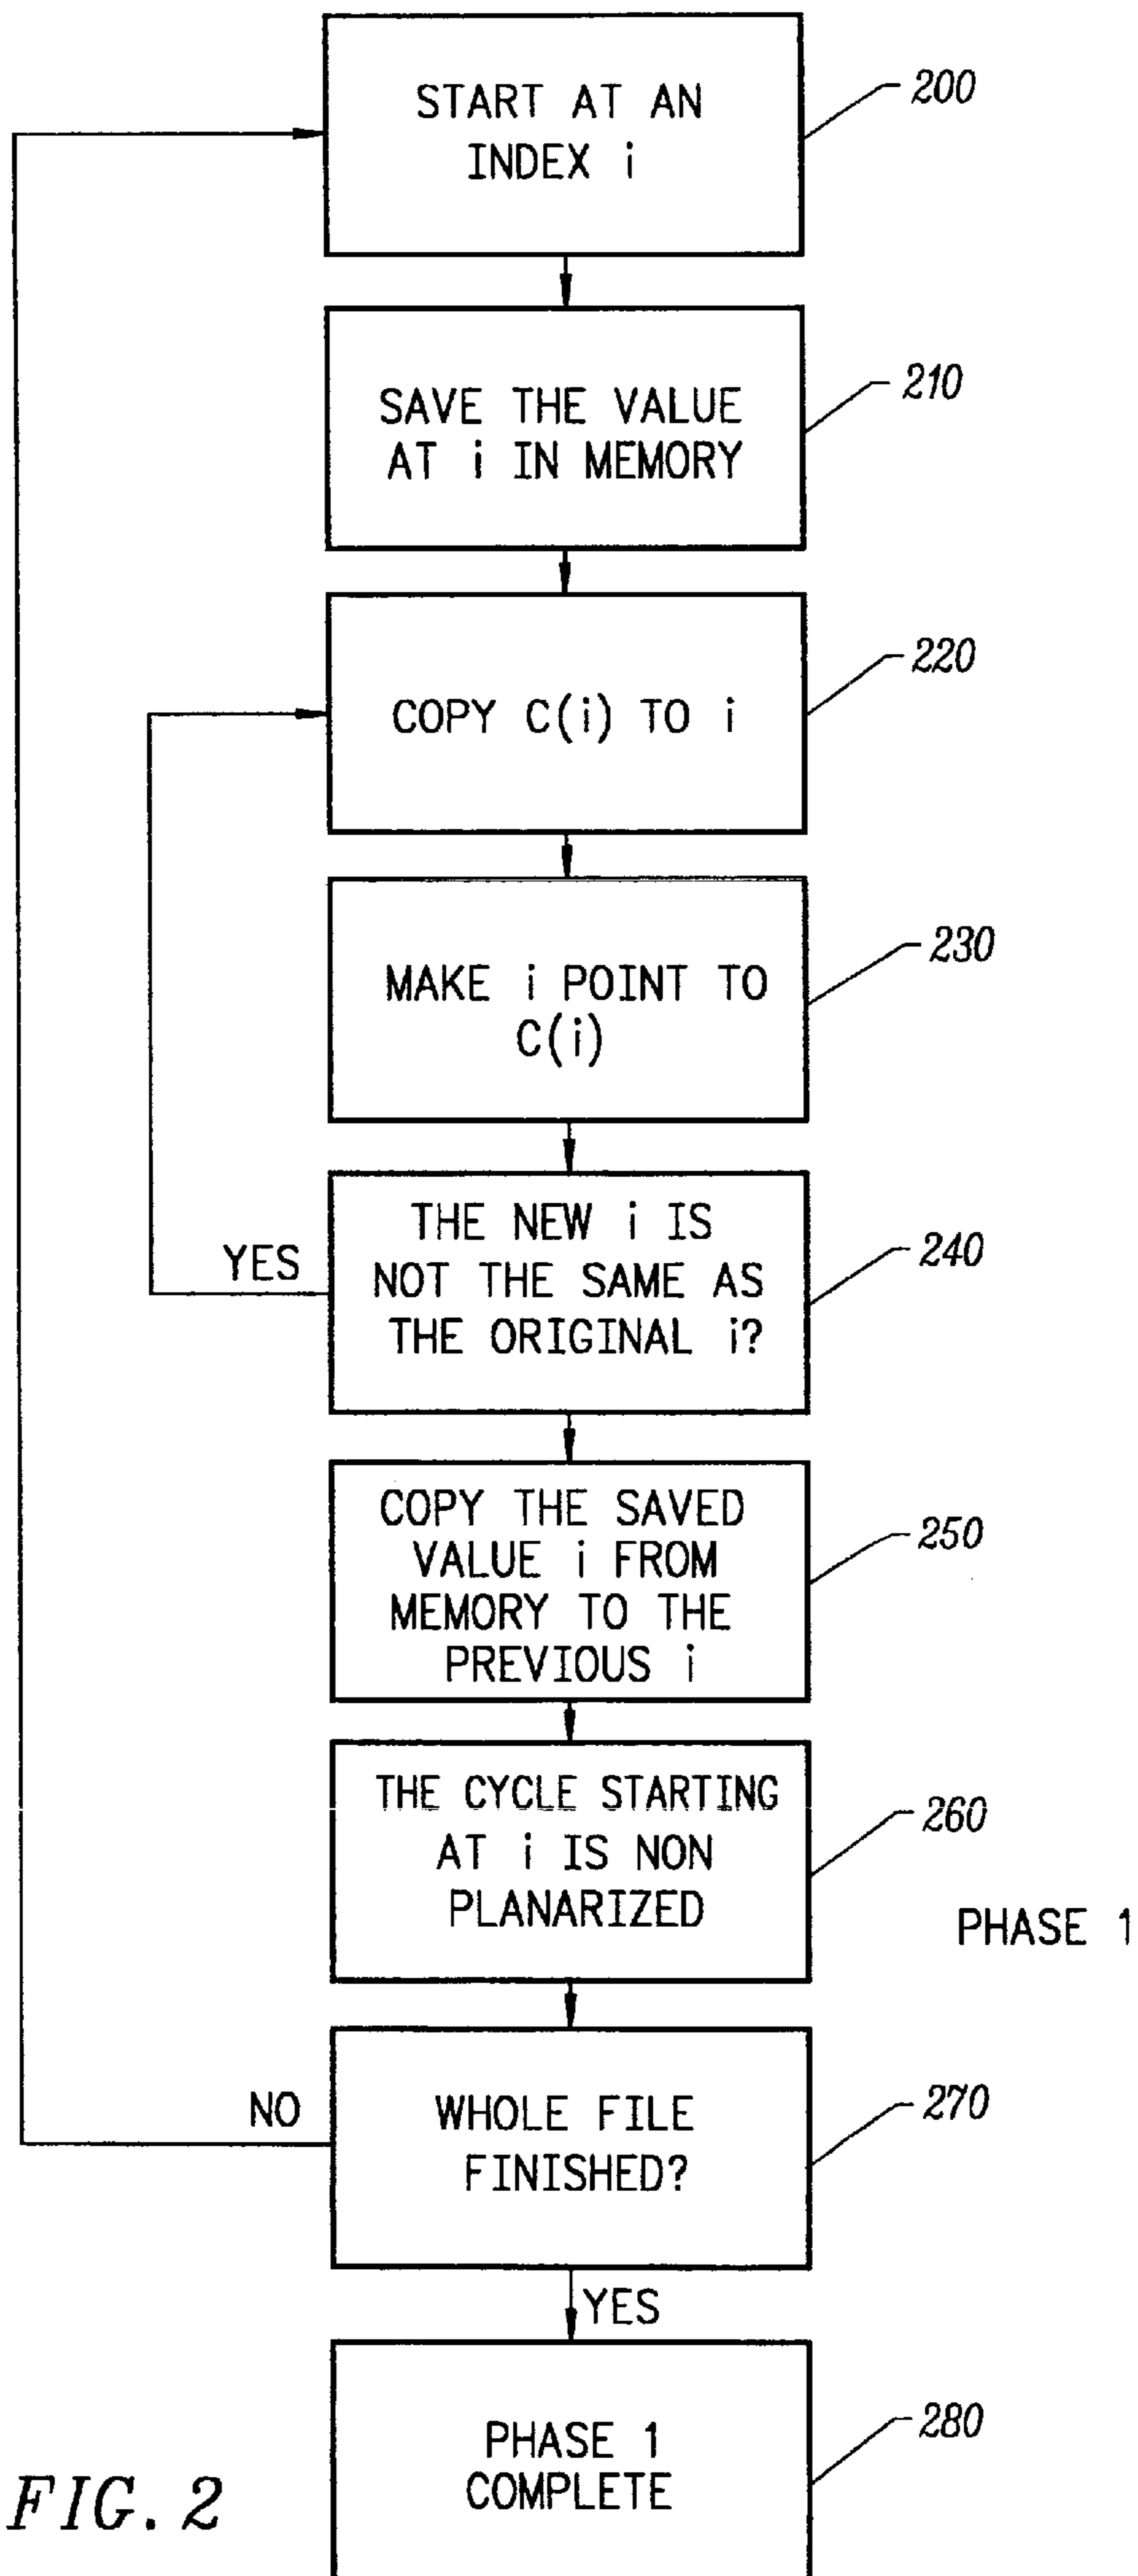 START AT AN
INDEX i
200
SAVE THE VALUE
AT i IN MEMORY
210
COPY C(i) TO i
220
MAKE i POINT TO
C(i)
230
THE NEW i IS
NOT THE SAME AS
THE ORIGINAL i?
240
YES
COPY THE SAVED
VALUE i FROM
MEMORY TO THE
PREVIOUS i
250
THE CYCLE STARTING
AT i IS NON
PLANARIZED
260
PHASE 1
WHOLE FILE
FINISHED?
270
NO
YES
PHASE 1
COMPLETE
280
FIG. 2